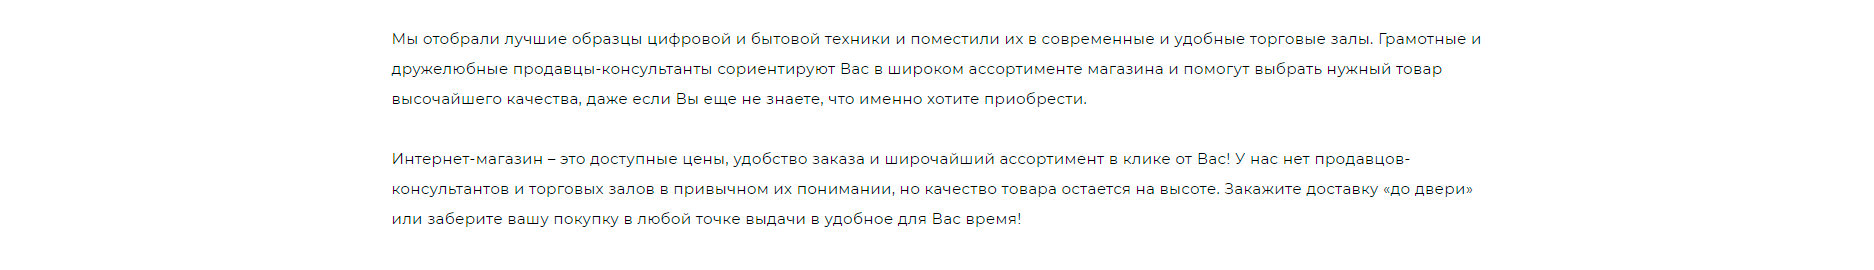 Мы отобрали лучшие образцы цифровой и бытовой техники и поместили их в современные и удобные торговые залы. Грамотные и
дружелюбные продавцы-консультанты сориентируют Вас в широком ассортименте магазина и помогут выбрать нужный товар
высочайшего качества, даже если Вы еще не знаете, что именно хотите приобрести.
Интернет-магазин – это доступные цены, удобство заказа и широчайший ассортимент в клике от Вас! У нас нет продавцов-
консультантов и торговых залов в привычном их понимании, но качество товара остается на высоте. Закажите доставку «до двери»
или заберите вашу покупку в любой точке выдачи в удобное для Вас время!